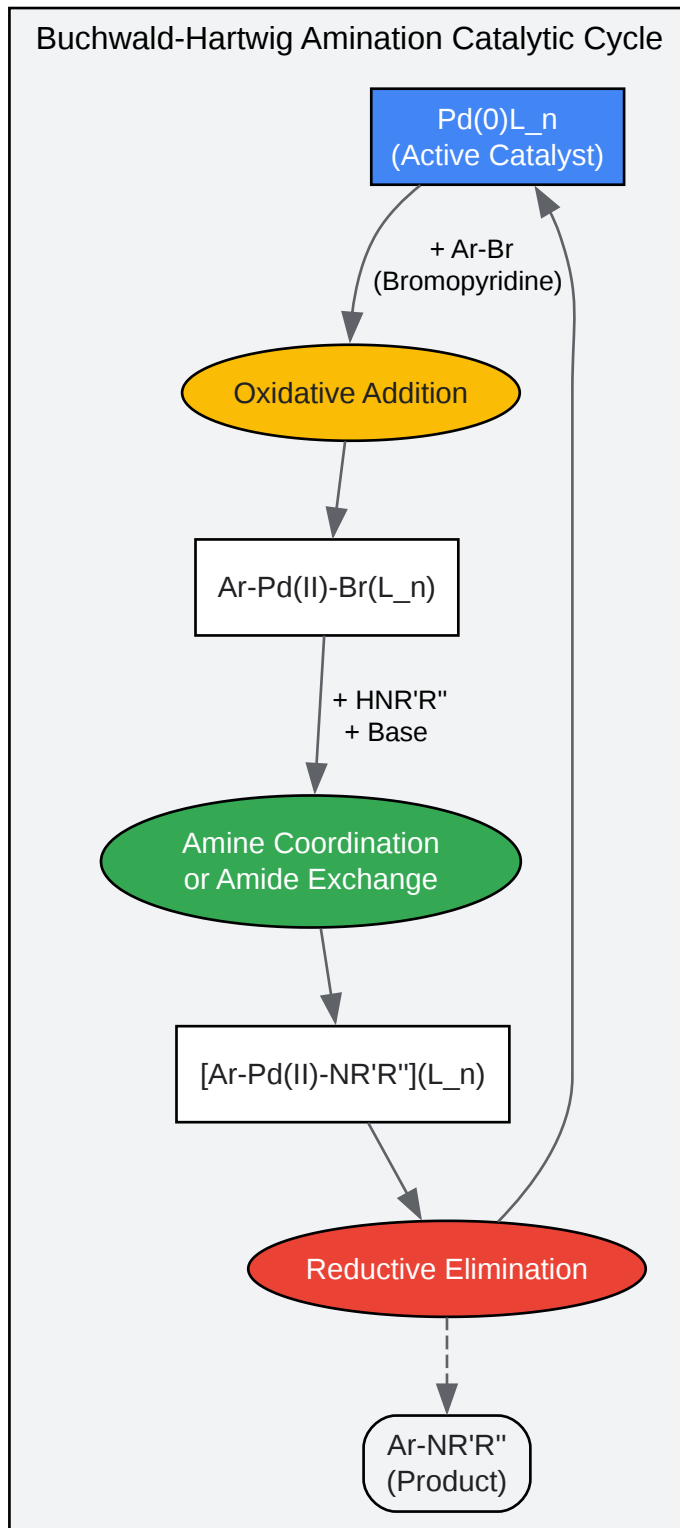 Buchwald-Hartwig Amination Catalytic Cycle
Pd(0)L_n
(Active Catalyst)
+ Ar-Br
(Bromopyridine)
Oxidative Addition
Ar-Pd(II)-Br(L_n)
+ HNR'R''
+ Base
Amine Coordination
or Amide Exchange
[Ar-Pd(II)-NR'R''](L_n)
Reductive Elimination
Ar-NR'R''
(Product)